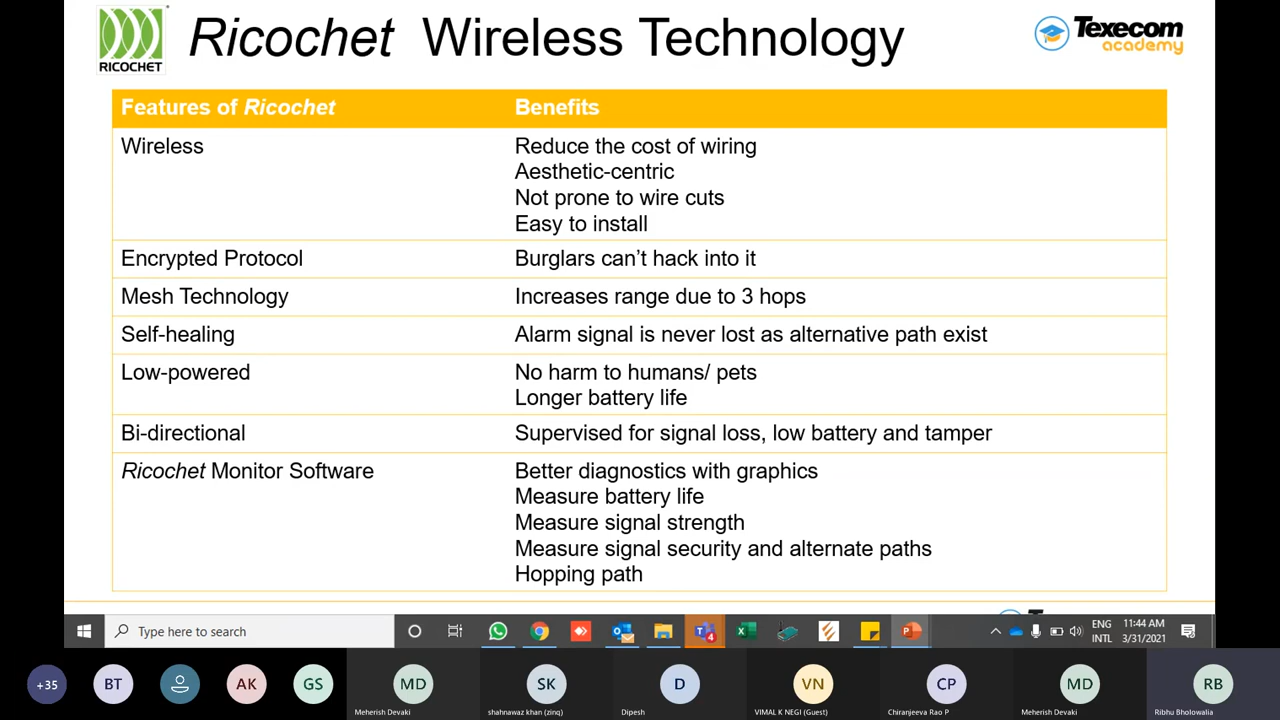 RICOCHET
Ricochet Wireless Technology
Texecom
academy
Features of Ricochet
Benefits
Wireless
Reduce the cost of wiring
Aesthetic-centric
Not prone to wire cuts
Easy to install
Encrypted Protocol
Burglars can’t hack into it
Mesh Technology
Increases range due to 3 hops
Self-healing
Alarm signal is never lost as alternative path exist
Low-powered
No harm to humans/ pets
Longer battery life
Bi-directional
Supervised for signal loss, low battery and tamper
Ricochet Monitor Software
Better diagnostics with graphics
Measure battery life
Measure signal strength
Measure signal security and alternate paths
Hopping path
Type here to search
4
ENG
INTL
11:44 AM
3/31/2021
+35
BT
AK
GS
MD
Meherish Devaki
SK
shahnawaz khan (zinq)
D
Dipesh
VN
VIMAL K NEGI (Guest)
CP
Chiranjeeva Rao P
MD
Meherish Devaki
RB
Ribhu Bholowalia